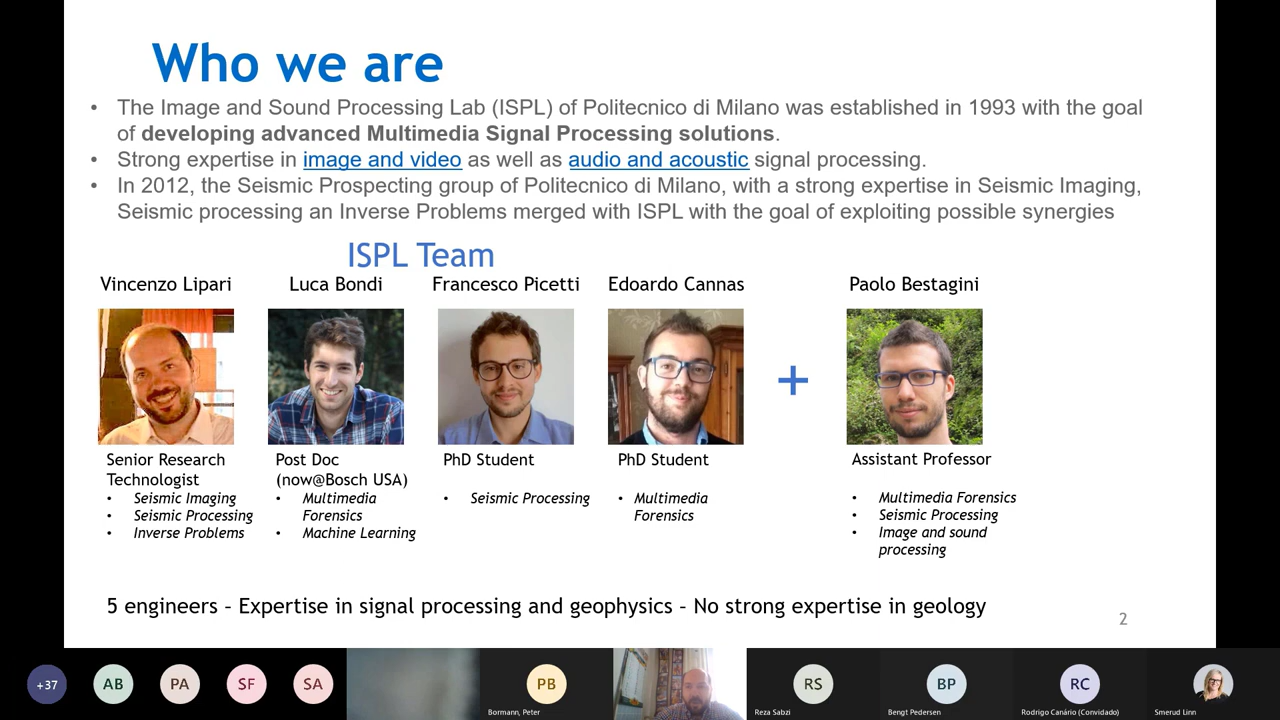 Who we are
• The Image and Sound Processing Lab (ISPL) of Politecnico di Milano was established in 1993 with the goal
of developing advanced Multimedia Signal Processing solutions.
• Strong expertise in image and video as well as audio and acoustic signal processing.
• In 2012, the Seismic Prospecting group of Politecnico di Milano, with a strong expertise in Seismic Imaging,
Seismic processing an Inverse Problems merged with ISPL with the goal of exploiting possible synergies
ISPL Team
Vincenzo Lipari
Luca Bondi
Francesco Picetti
Edoardo Cannas
Paolo Bestagini
+
Senior Research
Technologist
• Seismic Imaging
• Seismic Processing
• Inverse Problems
Post Doc
(now@Bosch USA)
• Multimedia
Forensics
• Machine Learning
PhD Student
• Seismic Processing
PhD Student
• Multimedia
Forensics
Assistant Professor
• Multimedia Forensics
• Seismic Processing
• Image and sound
processing
5 engineers – Expertise in signal processing and geophysics – No strong expertise in geology
2
+37
AB
PA
SF
SA
PB
Bormann, Peter
RS
Reza Sabzi
BP
Bengt Pedersen
RC
Rodrigo Canário (Convidado)
Smerud Linn